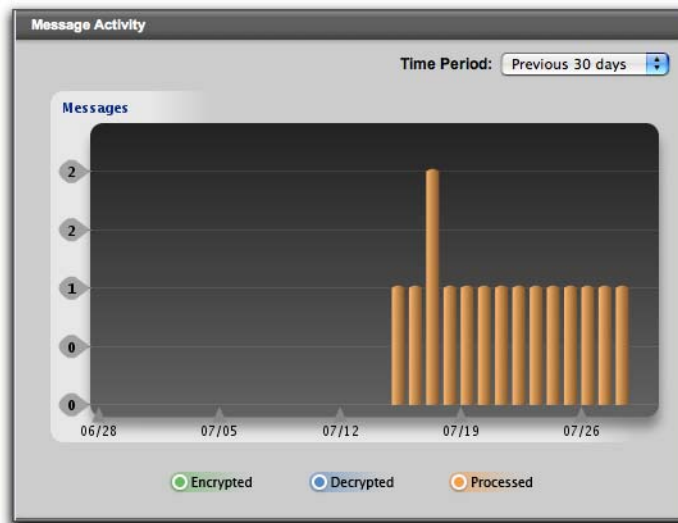 Message Activity
Time Period: Previous 30 days
Messages
2
2
1
0
0
06/28 07/05 07/12 07/19 07/26
Encrypted Decrypted Processed